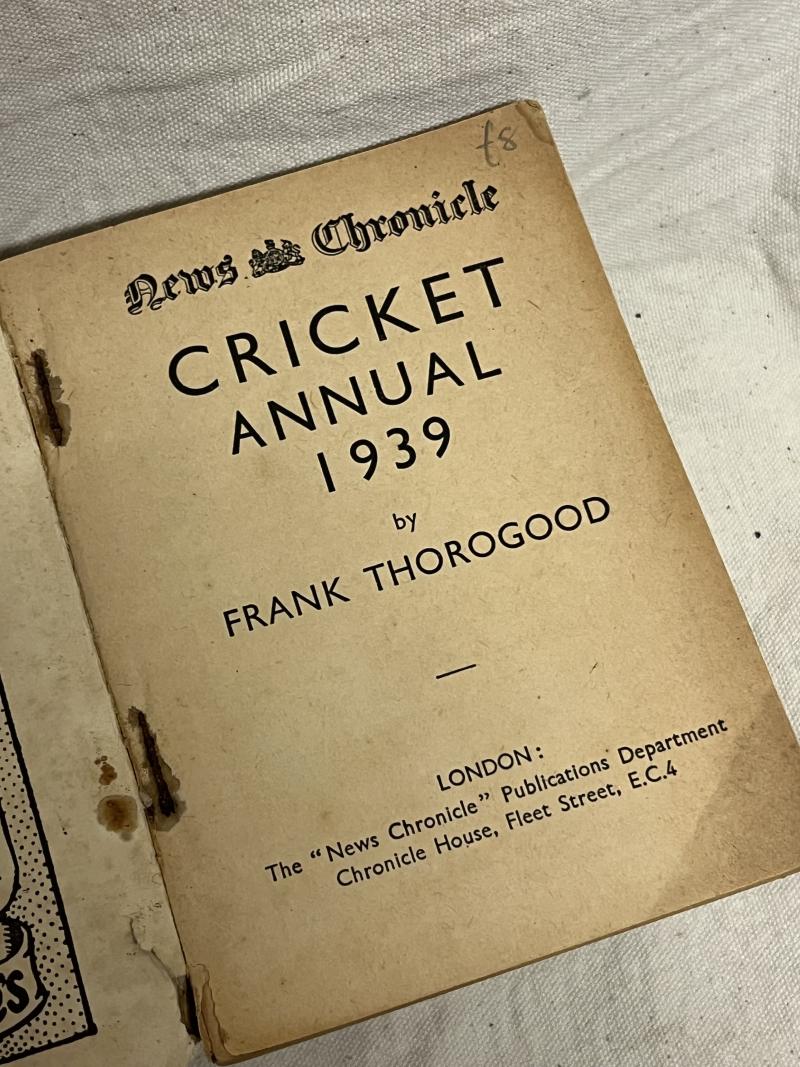 £8
News Chronicle
CRICKET
ANNUAL
1939
by
FRANK THOROGOOD
LONDON:
The "News Chronicle" Publications Department
Chronicle House, Fleet Street, E.C.4